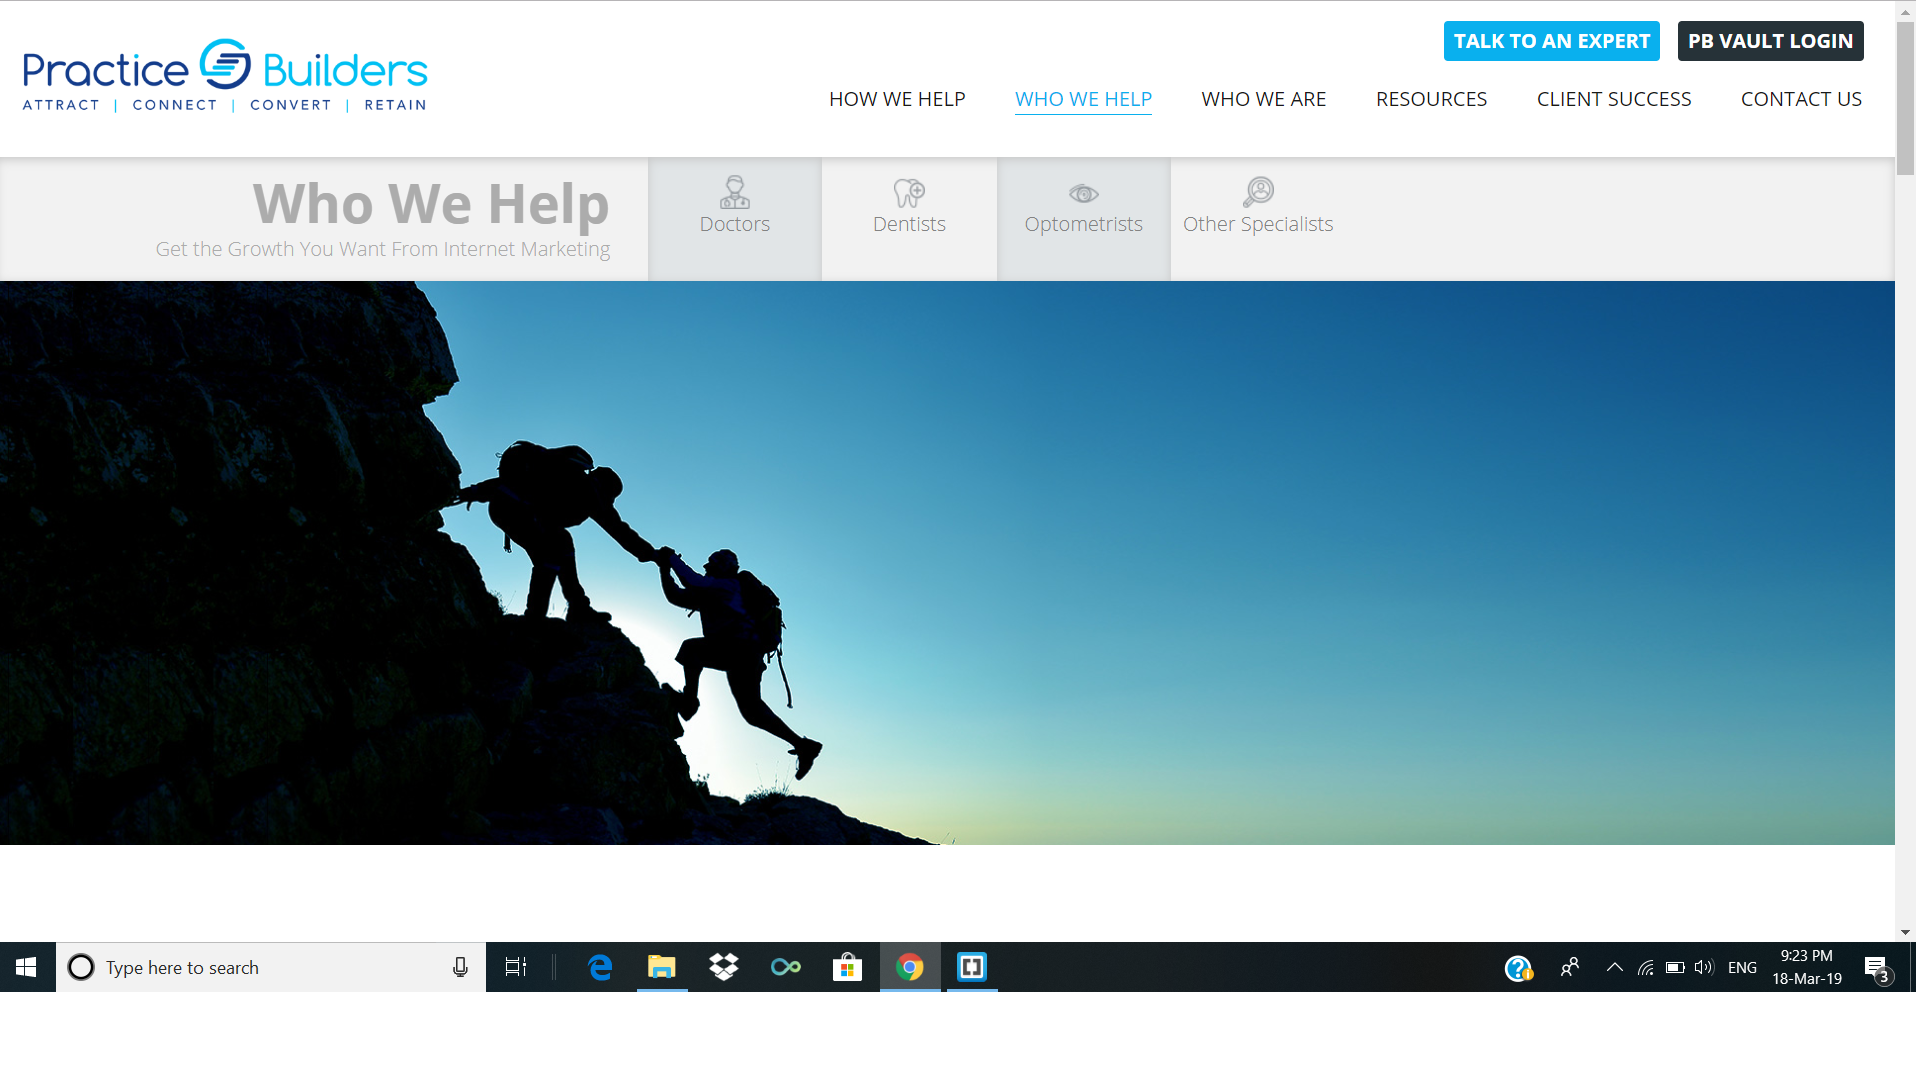 Practice Builders
ATTRACT | CONNECT | CONVERT | RETAIN
TALK TO AN EXPERT
PB VAULT LOGIN
HOW WE HELP
WHO WE HELP
WHO WE ARE
RESOURCES
CLIENT SUCCESS
CONTACT US
Who We Help
Get the Growth You Want From Internet Marketing
Doctors
Dentists
Optometrists
Other Specialists
Type here to search
ENG
9:23 PM
18-Mar-19
3